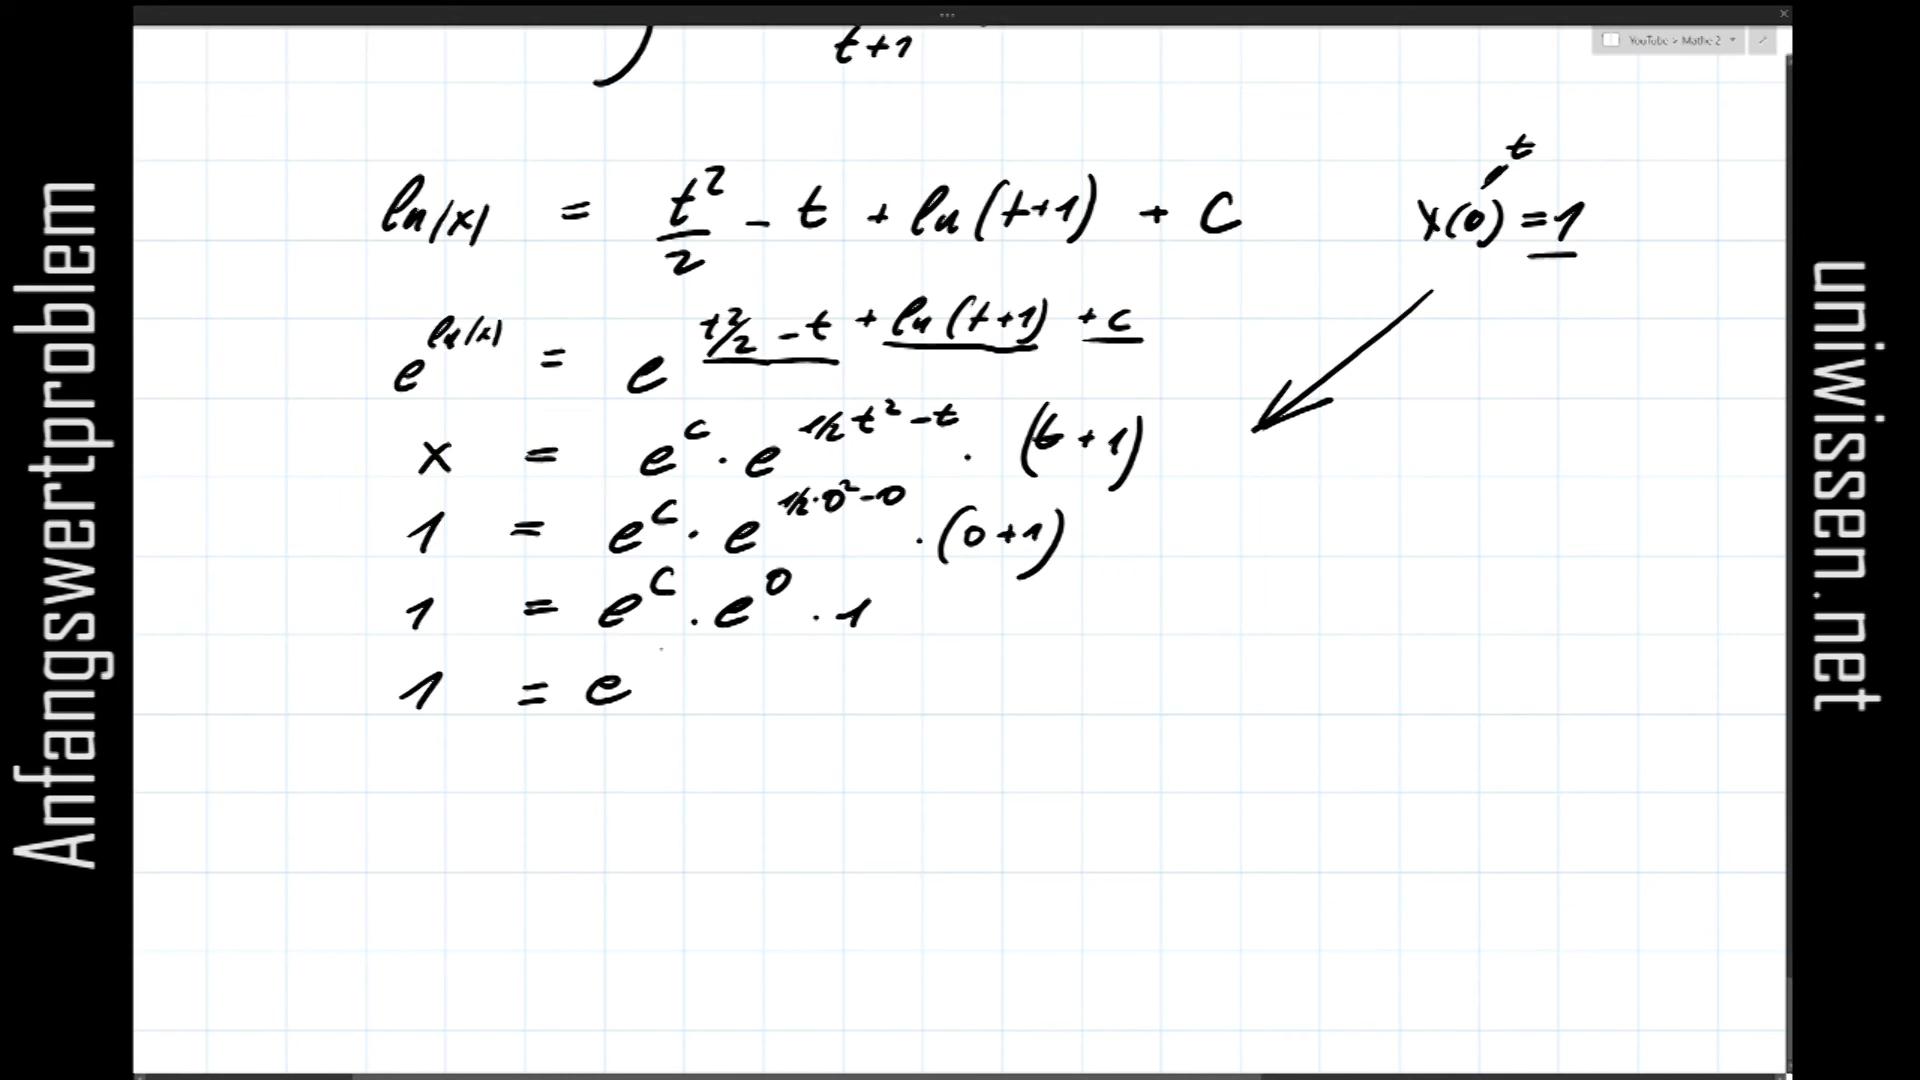 Anfangswertproblem
uniwissen.net
YouTube > Mathe 2
t+1
ln|x| = t²/2 - t + ln(t+1) + C
t
x(0) = 1
e^ln|x| = e^t²/2 - t + ln(t+1) + c
x = e^c · e^1/2 t² - t · (t+1)
1 = e^c · e^1/2·0² - 0 · (0+1)
1 = e^c · e^0 · 1
1 = e